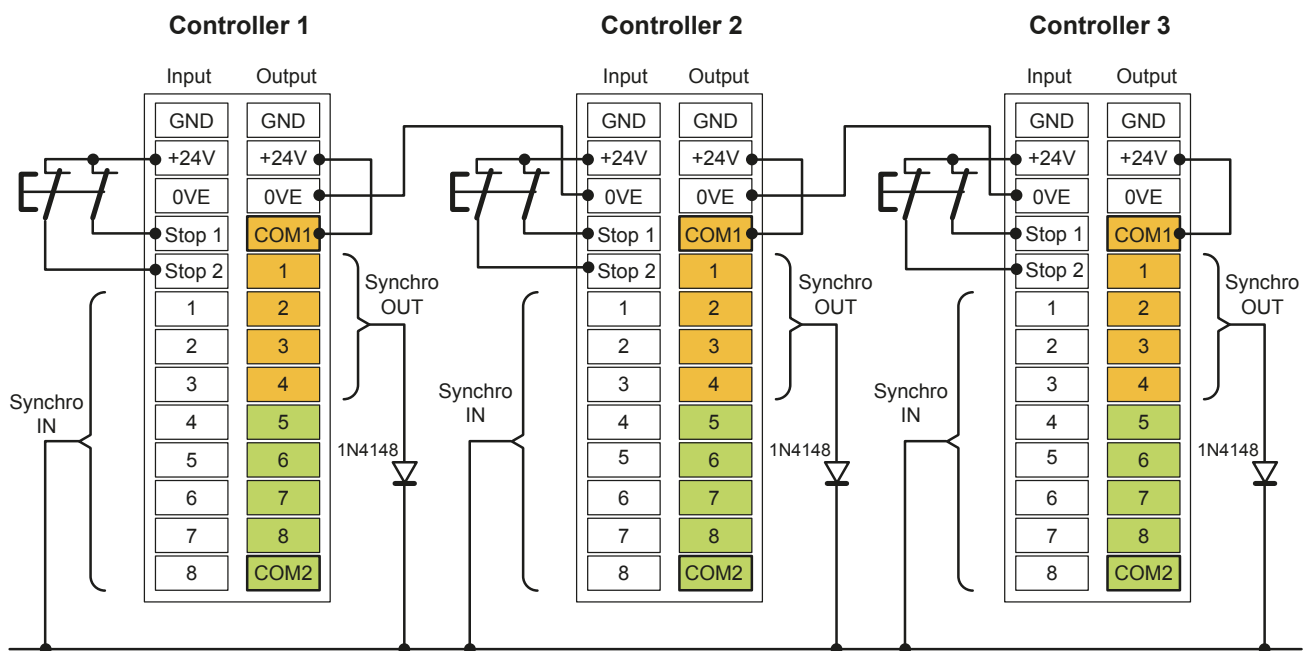 Controller 1
Controller 2
Controller 3
Input
Output
Input
Output
Input
Output
GND
GND
GND
GND
GND
GND
+24V
+24V
+24V
+24V
+24V
+24V
0VE
0VE
0VE
0VE
0VE
0VE
Stop 1
COM1
Stop 1
COM1
Stop 1
COM1
Stop 2
1
Synchro
OUT
Stop 2
1
Synchro
OUT
Stop 2
1
Synchro
OUT
1
2
1
2
1
2
2
3
2
3
2
3
3
4
3
4
3
4
Synchro
IN
4
5
Synchro
IN
4
5
Synchro
IN
4
5
5
6
1N4148
5
6
1N4148
5
6
1N4148
6
7
6
7
6
7
7
8
7
8
7
8
8
COM2
8
COM2
8
COM2